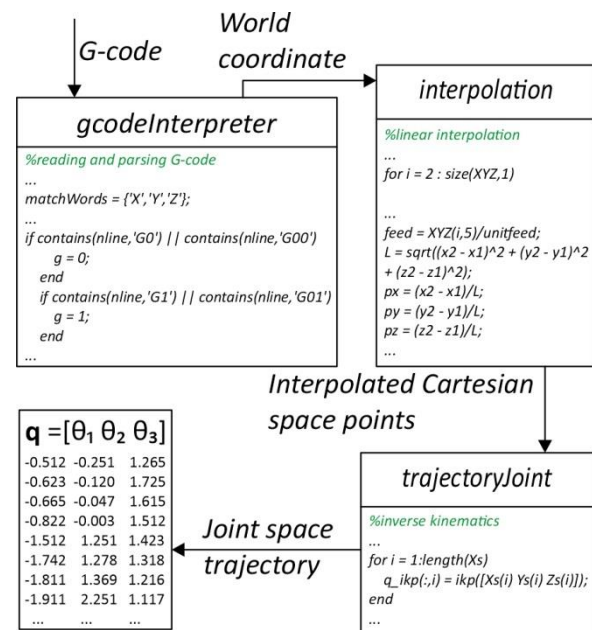 G-code
World
coordinate
gcodeInterpreter
%reading and parsing G-code
...
matchWords = {'X','Y','Z'};
...
if contains(nline,'G0') || contains(nline,'G00')
g = 0;
end
if contains(nline,'G1') || contains(nline,'G01')
g = 1;
end
...
interpolation
%linear interpolation
...
for i = 2 : size(XYZ,1)
...
feed = XYZ(i,5)/unitfeed;
L = sqrt((x2 - x1)^2 + (y2 - y1)^2
+ (z2 - z1)^2);
px = (x2 - x1)/L;
py = (y2 - y1)/L;
pz = (z2 - z1)/L;
...
Interpolated Cartesian
space points
trajectoryJoint
%inverse kinematics
...
for i = 1:length(Xs)
q_ikp(:,i) = ikp([Xs(i) Ys(i) Zs(i)]);
end
...
Joint space
trajectory
q =[θ₁ θ₂ θ₃]
-0.512 -0.251 1.265
-0.623 -0.120 1.725
-0.665 -0.047 1.615
-0.822 -0.003 1.512
-1.512 1.251 1.423
-1.742 1.278 1.318
-1.811 1.369 1.216
-1.911 2.251 1.117
... ... ...